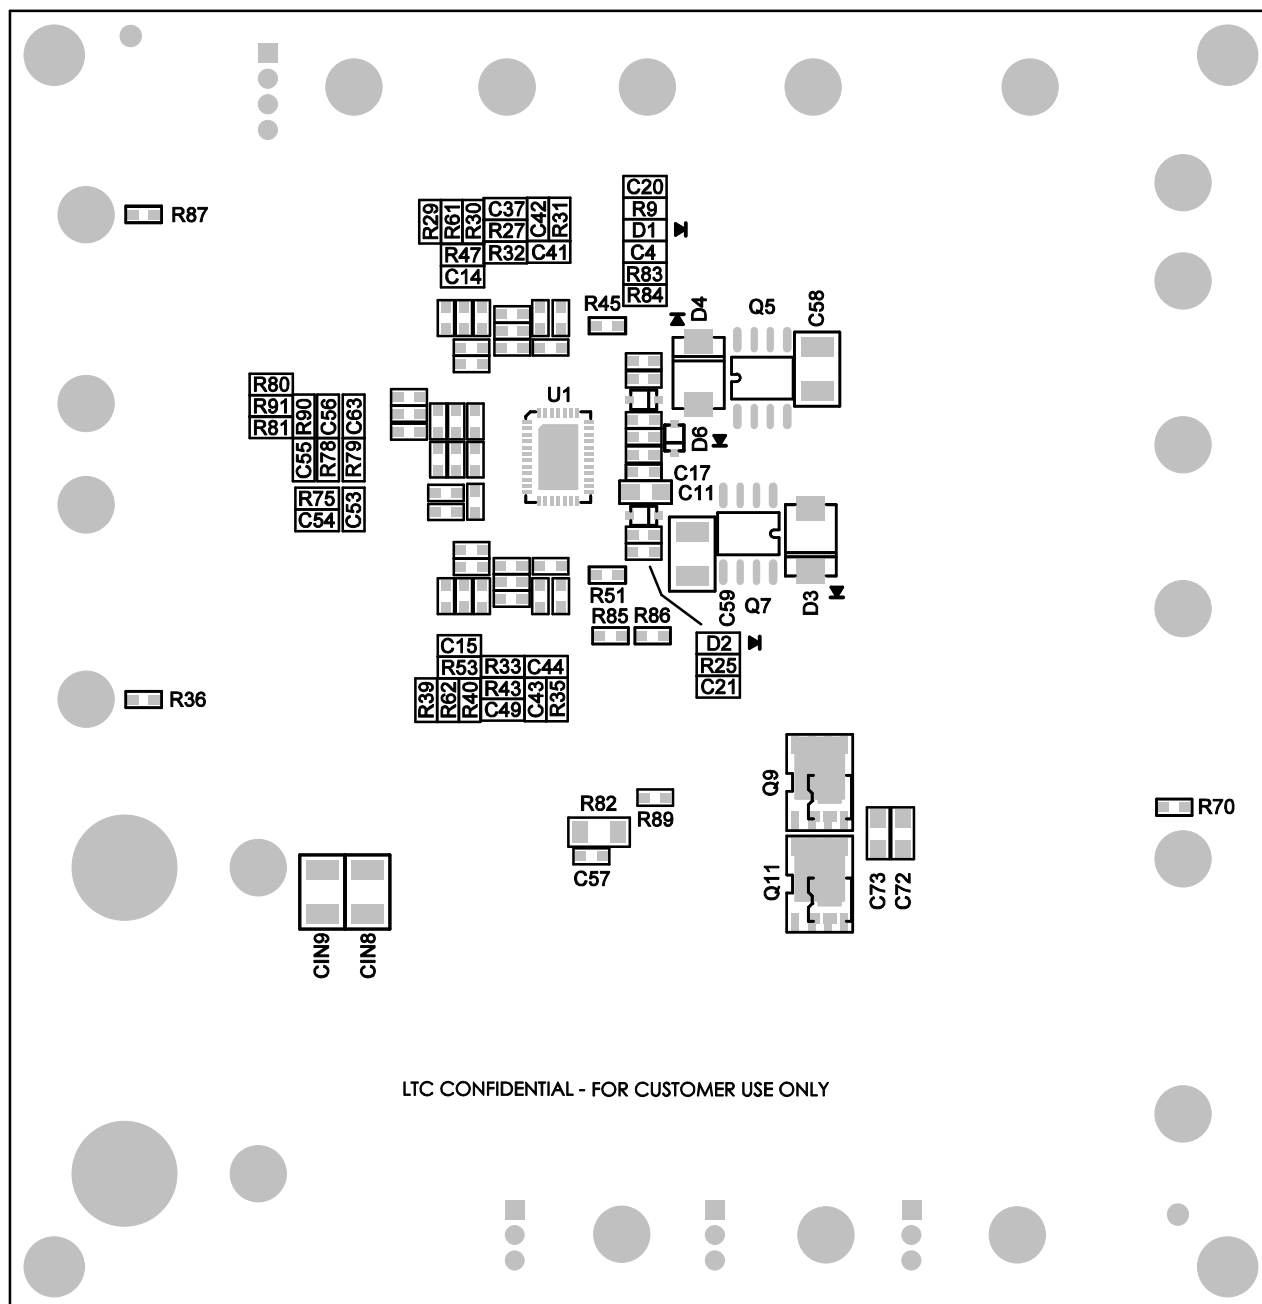 C20
R9
D1
C4
R83
R84
R87
R29
R61
R30
C37
C42
R31
R27
R47
R32
C41
C14
R45
D4
Q5
C58
R80
R91
R81
R90
C56
C63
C55
R78
R79
R75
C54
C53
U1
D6
C17
C11
R51
C59
Q7
D3
R85
R86
C15
R53
R33
C44
R39
R62
R40
R43
C49
C43
R35
D2
R25
C21
R36
R82
R89
C57
Q9
Q11
C73
C72
R70
CIN9
CIN8
LTC CONFIDENTIAL - FOR CUSTOMER USE ONLY